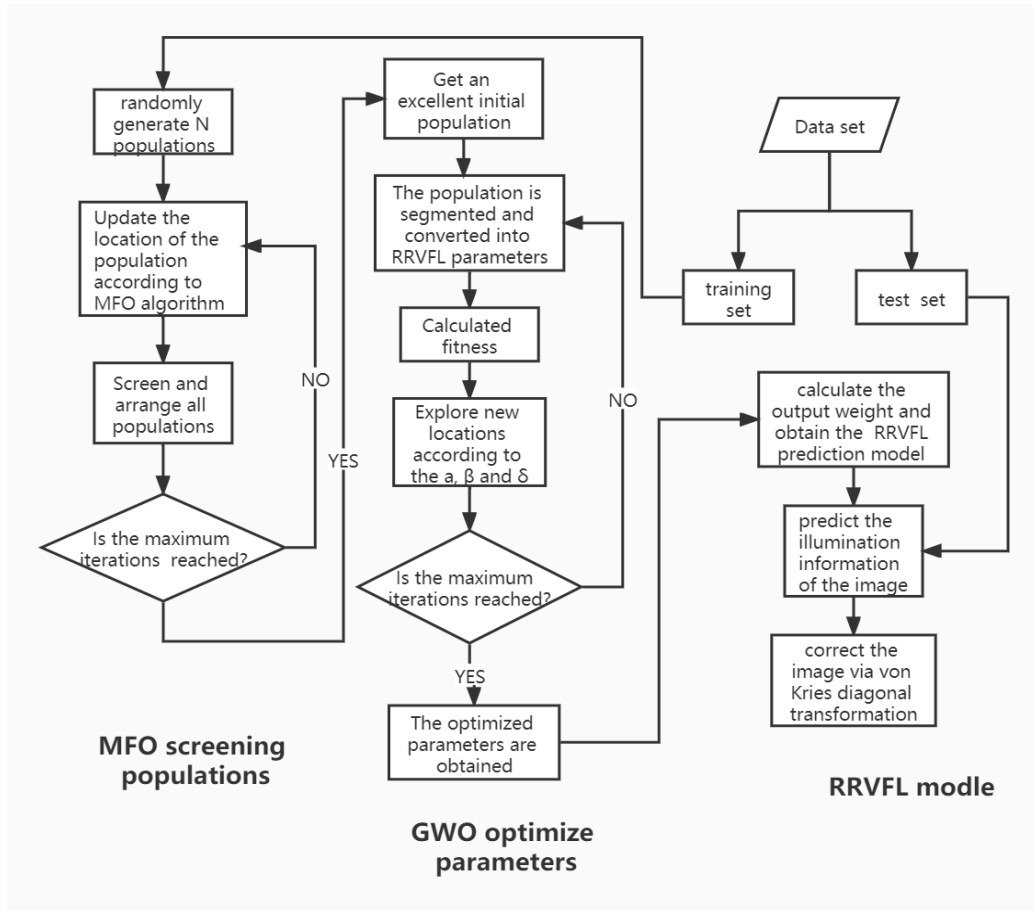 randomly
generate N
populations
Update the
location of the
population
according to
MFO algorithm
Screen and
arrange all
populations
Is the maximum
iterations reached?
NO
YES
MFO screening
populations
Get an
excellent initial
population
The population is
segmented and
converted into
RRVFL parameters
Calculated
fitness
Explore new
locations
according to
the a, β and δ
Is the maximum
iterations reached?
NO
YES
The optimized
parameters are
obtained
GWO optimize
parameters
Data set
training
set
test set
calculate the
output weight and
obtain the RRVFL
prediction model
predict the
illumination
information
of the image
correct the
image via von
Kries diagonal
transformation
RRVFL modle